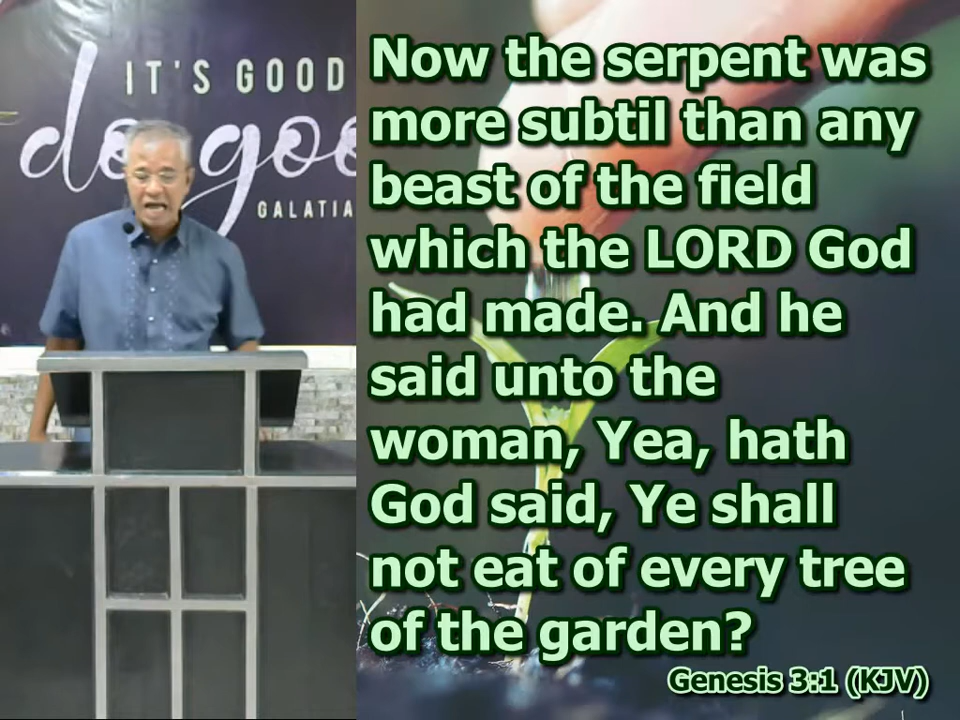 IT'S GOOD
do goo
GALATIA
Now the serpent was
more subtil than any
beast of the field
which the LORD God
had made. And he
said unto the
woman, Yea, hath
God said, Ye shall
not eat of every tree
of the garden?
Genesis 3:1 (KJV)